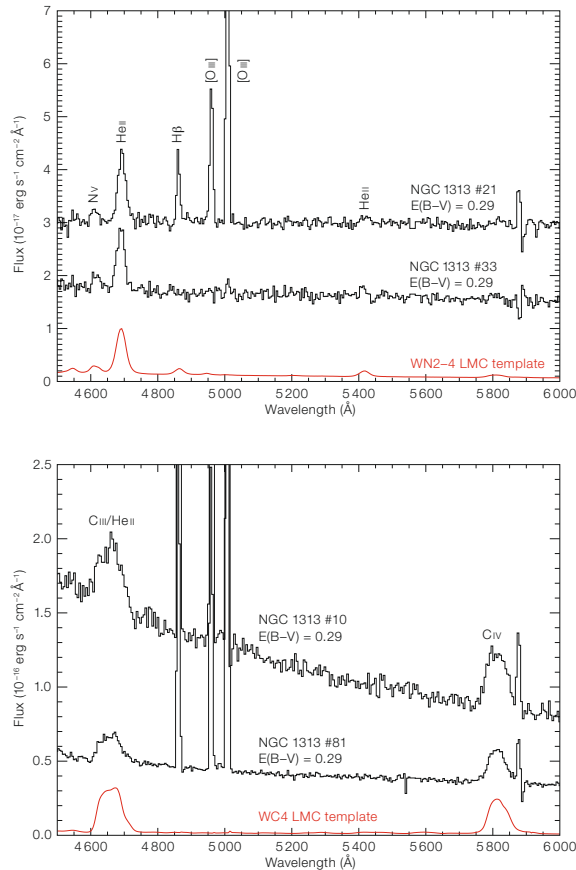 7
6
5
4
3
2
1
0
Flux (10⁻¹⁷ erg s⁻¹ cm⁻² Å⁻¹)
NV
HeII
Hβ
[OIII]
[OIII]
HeII
NGC 1313 #21
E(B–V) = 0.29
NGC 1313 #33
E(B–V) = 0.29
WN2–4 LMC template
4600 4800 5000 5200 5400 5600 5800 6000
Wavelength (Å)
2.5
2.0
1.5
1.0
0.5
0.0
Flux (10⁻¹⁶ erg s⁻¹ cm⁻² Å⁻¹)
CIII/HeII
NGC 1313 #10
E(B–V) = 0.29
CIV
NGC 1313 #81
E(B–V) = 0.29
WC4 LMC template
4600 4800 5000 5200 5400 5600 5800 6000
Wavelength (Å)